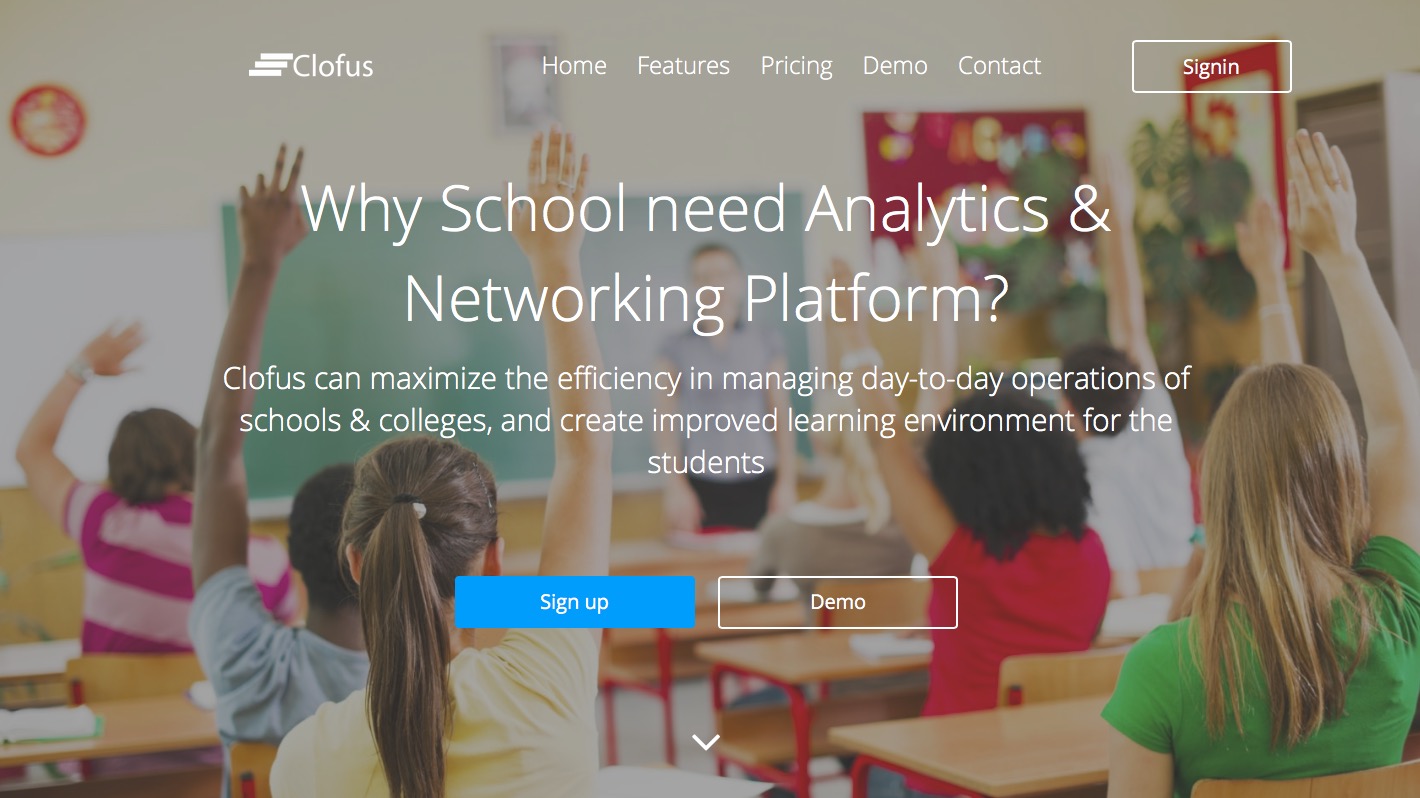 Clofus
Home Features Pricing Demo Contact
Signin
Why School need Analytics &
Networking Platform?
Clofus can maximize the efficiency in managing day-to-day operations of
schools & colleges, and create improved learning environment for the
students
Sign up
Demo